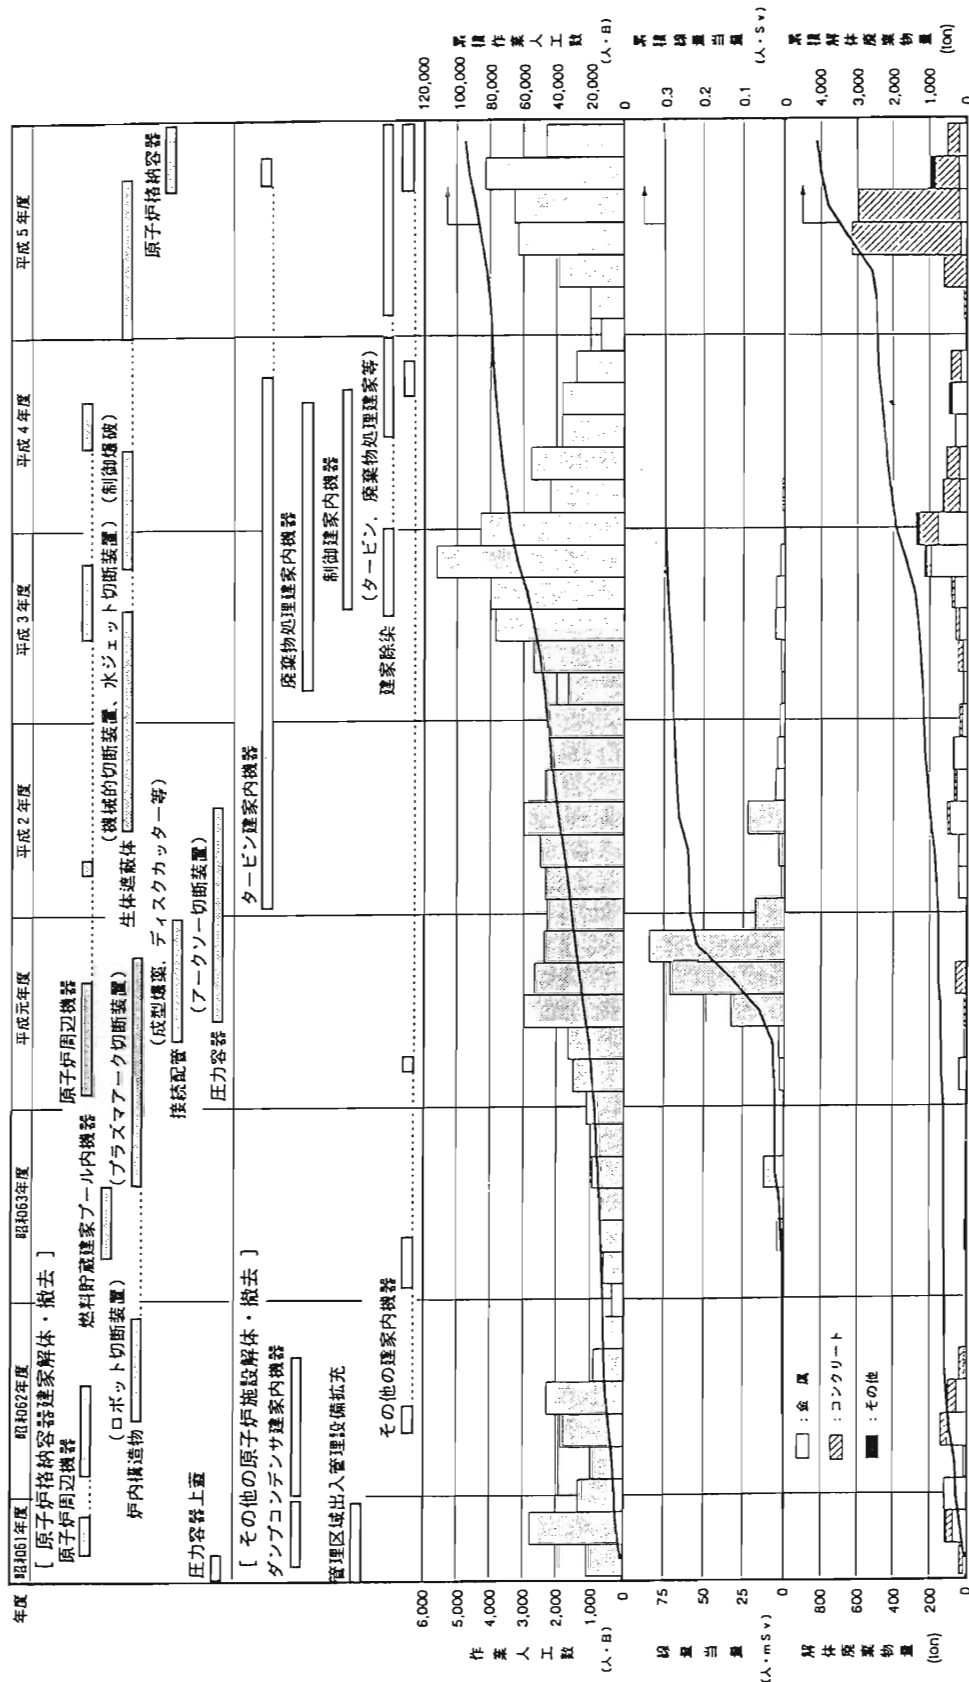 年度
昭和61年度
昭和62年度
昭和63年度
平成元年度
平成2年度
平成3年度
平成4年度
平成5年度
[ 原子炉格納容器建家解体・撤去 ]
原子炉周辺機器
燃料貯蔵建家プール内機器
原子炉周辺機器
(ロボット切断装置)
(プラズマアーク切断装置)
(機械的切断装置、水ジェット切断装置)
(制御爆破)
炉内構造物
生体遮蔽体
原子炉格納容器
(成型爆薬，ディスクカッター等)
接続配管
(アークソー切断装置)
圧力容器上蓋
圧力容器
[ その他の原子炉施設解体・撤去 ]
タービン建家内機器
ダンプコンデンサ建家内機器
廃棄物処理建家内機器
管理区域出入管理設備拡充
制御建家内機器
(タービン，廃棄物処理建家等)
建家除染
その他の建家内機器
作業人工数
(人・日)
6,000
5,000
4,000
3,000
2,000
1,000
0
累積作業人工数
(人・日)
120,000
100,000
80,000
60,000
40,000
20,000
0
線量当量
(人・mSv)
75
50
25
0
累積線量当量
(人・Sv)
0.3
0.2
0.1
0
解体廃棄物量
(ton)
800
600
400
200
0
累積解体廃棄物量
(ton)
4,000
3,000
2,000
1,000
0
：金属
：コンクリート
：その他